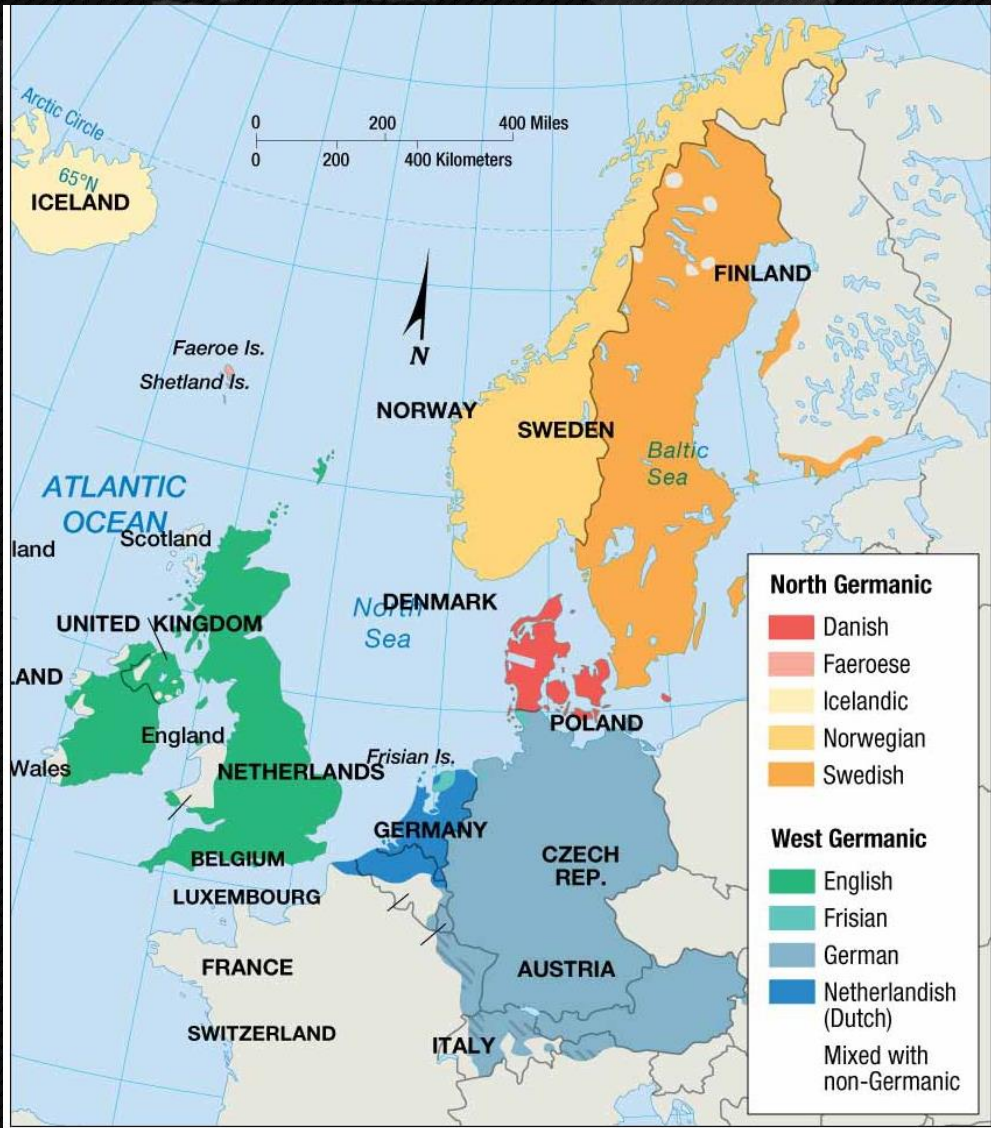 Arctic Circle
0 200 400 Miles
0 200 400 Kilometers
65°N
ICELAND
FINLAND
N
Faeroe Is.
Shetland Is.
NORWAY
SWEDEN
Baltic
Sea
ATLANTIC
OCEAN
Scotland
land
North
Sea
DENMARK
UNITED KINGDOM
LAND
POLAND
England
Frisian Is.
Wales
NETHERLANDS
GERMANY
BELGIUM
CZECH
REP.
LUXEMBOURG
FRANCE
AUSTRIA
SWITZERLAND
ITALY
North Germanic
Danish
Faeroese
Icelandic
Norwegian
Swedish
West Germanic
English
Frisian
German
Netherlandish
(Dutch)
Mixed with
non-Germanic